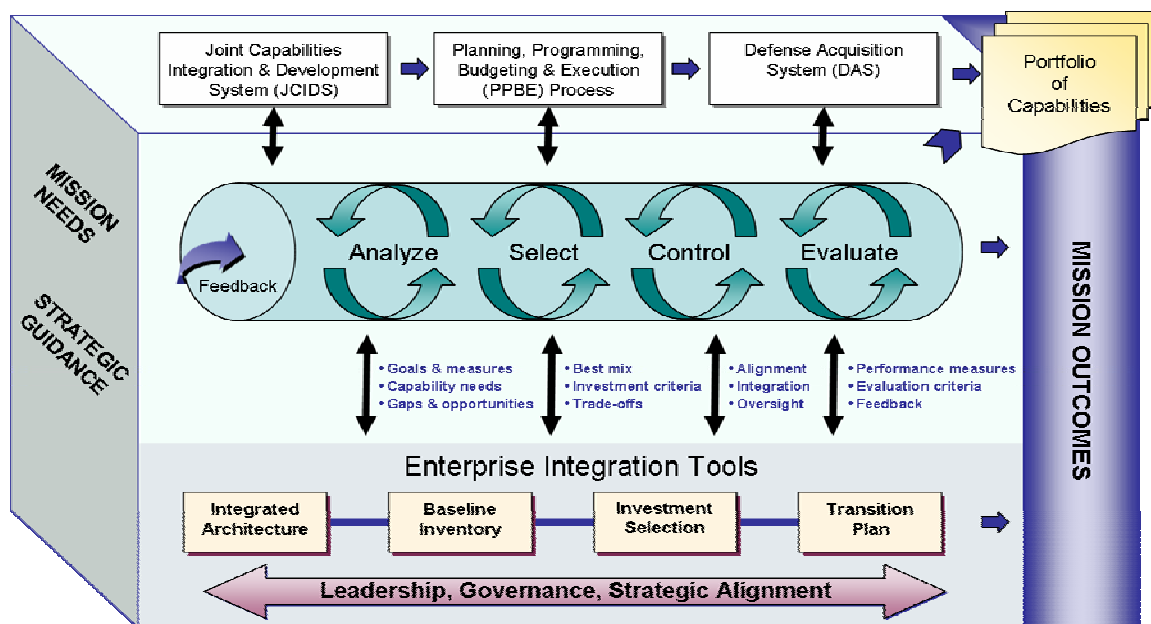 Joint Capabilities
Integration & Development
System (JCIDS)
Planning, Programming,
Budgeting & Execution
(PPBE) Process
Defense Acquisition
System (DAS)
Portfolio
of
Capabilities
MISSION
NEEDS
STRATEGIC
GUIDANCE
Feedback
Analyze
Select
Control
Evaluate
• Goals & measures
• Capability needs
• Gaps & opportunities
• Best mix
• Investment criteria
• Trade-offs
• Alignment
• Integration
• Oversight
• Performance measures
• Evaluation criteria
• Feedback
MISSION OUTCOMES
Enterprise Integration Tools
Integrated
Architecture
Baseline
Inventory
Investment
Selection
Transition
Plan
Leadership, Governance, Strategic Alignment